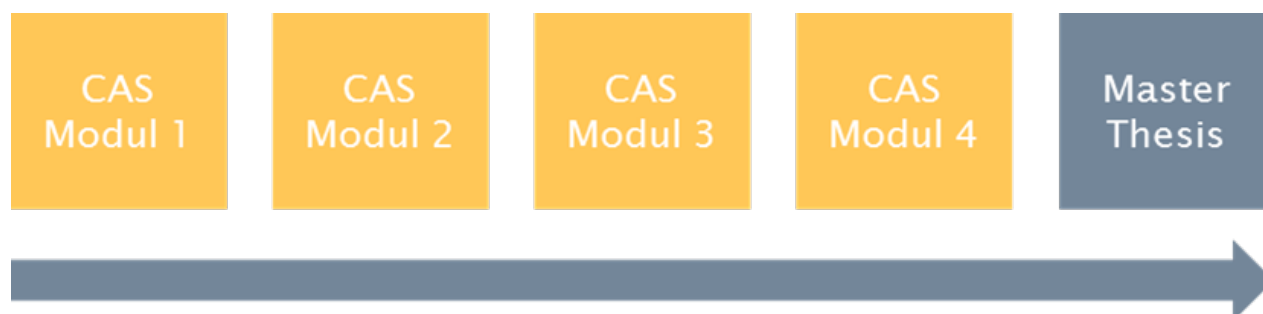 CAS
Modul 1
CAS
Modul 2
CAS
Modul 3
CAS
Modul 4
Master
Thesis